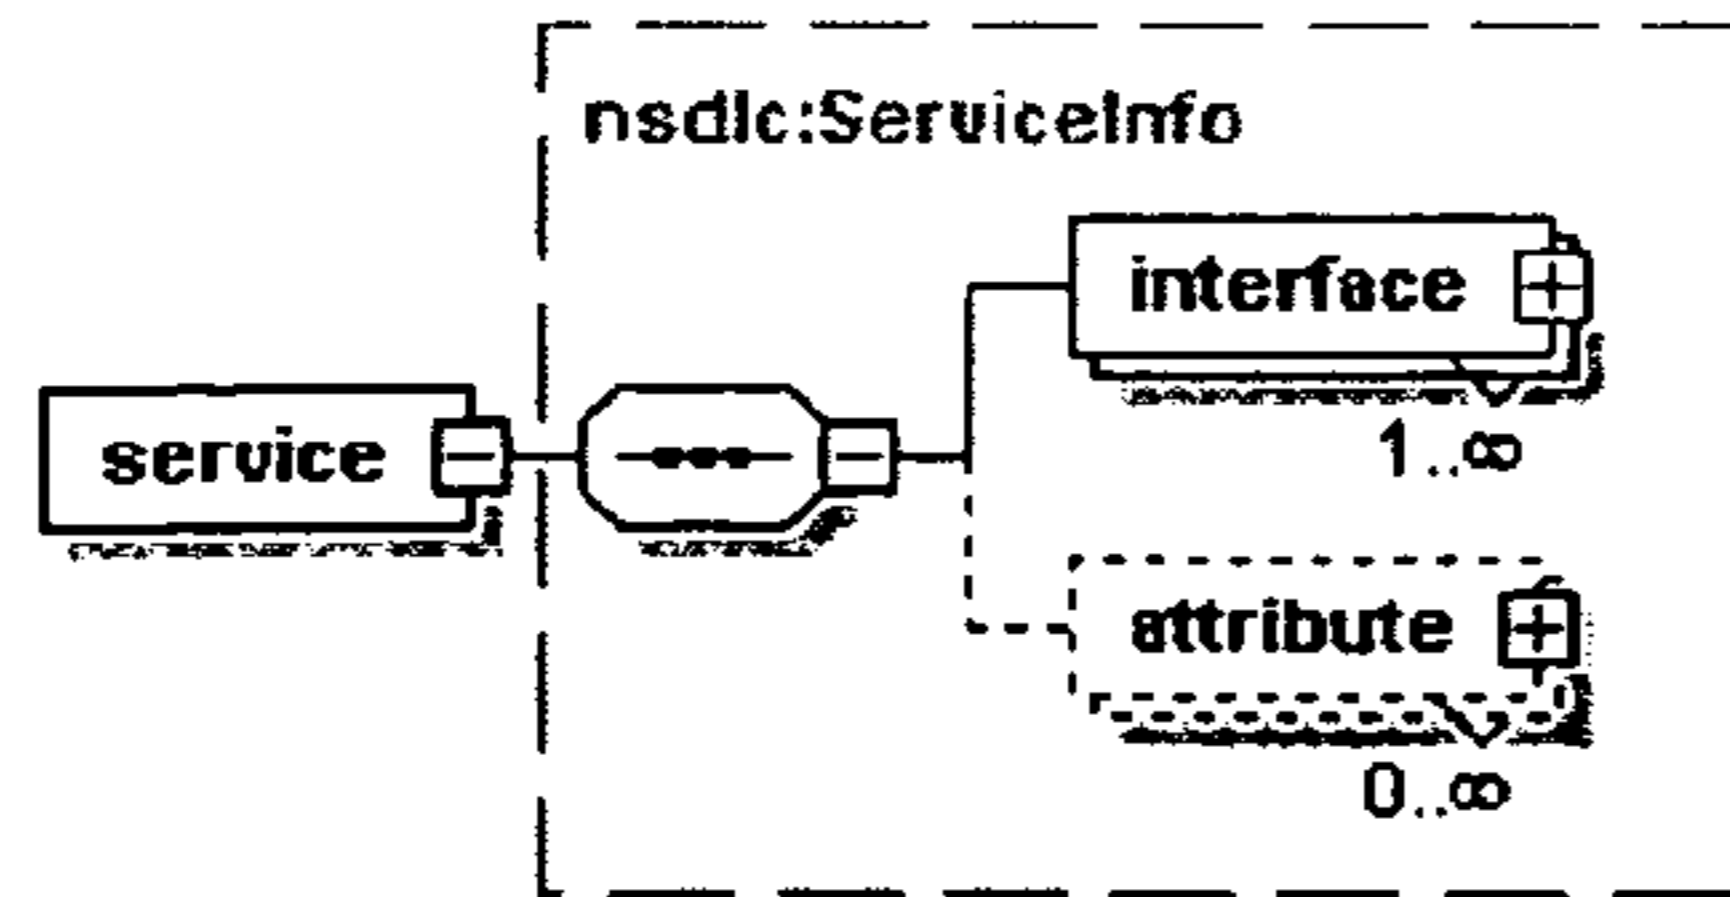 nsdlc:ServiceInfo
interface
1..∞
service
attribute
0..∞